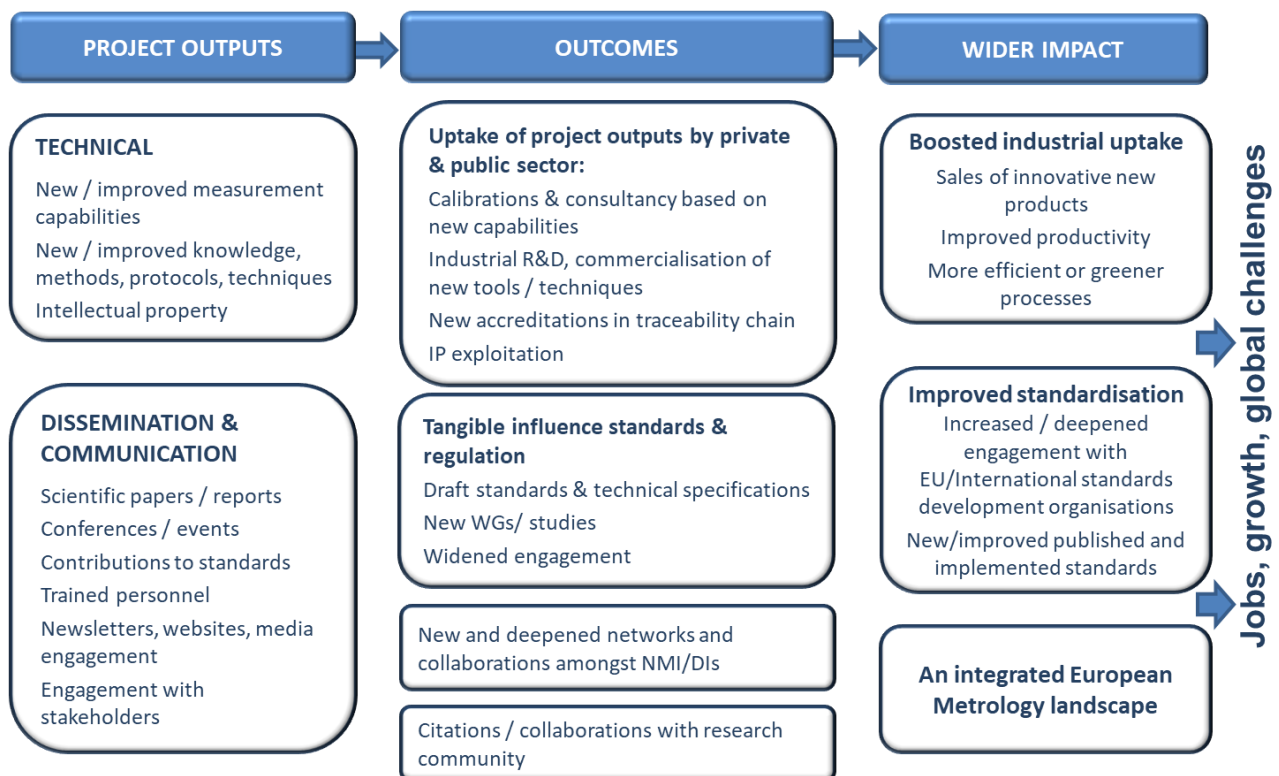 PROJECT OUTPUTS
OUTCOMES
WIDER IMPACT
TECHNICAL
New / improved measurement
capabilities
New / improved knowledge,
methods, protocols, techniques
Intellectual property
DISSEMINATION &
COMMUNICATION
Scientific papers / reports
Conferences / events
Contributions to standards
Trained personnel
Newsletters, websites, media
engagement
Engagement with
stakeholders
Uptake of project outputs by private
& public sector:
Calibrations & consultancy based on
new capabilities
Industrial R&D, commercialisation of
new tools / techniques
New accreditations in traceability chain
IP exploitation
Tangible influence standards &
regulation
Draft standards & technical specifications
New WGs/ studies
Widened engagement
New and deepened networks and
collaborations amongst NMI/DIs
Citations / collaborations with research
community
Boosted industrial uptake
Sales of innovative new
products
Improved productivity
More efficient or greener
processes
Improved standardisation
Increased / deepened
engagement with
EU/International standards
development organisations
New/improved published and
implemented standards
An integrated European
Metrology landscape
Jobs, growth, global challenges